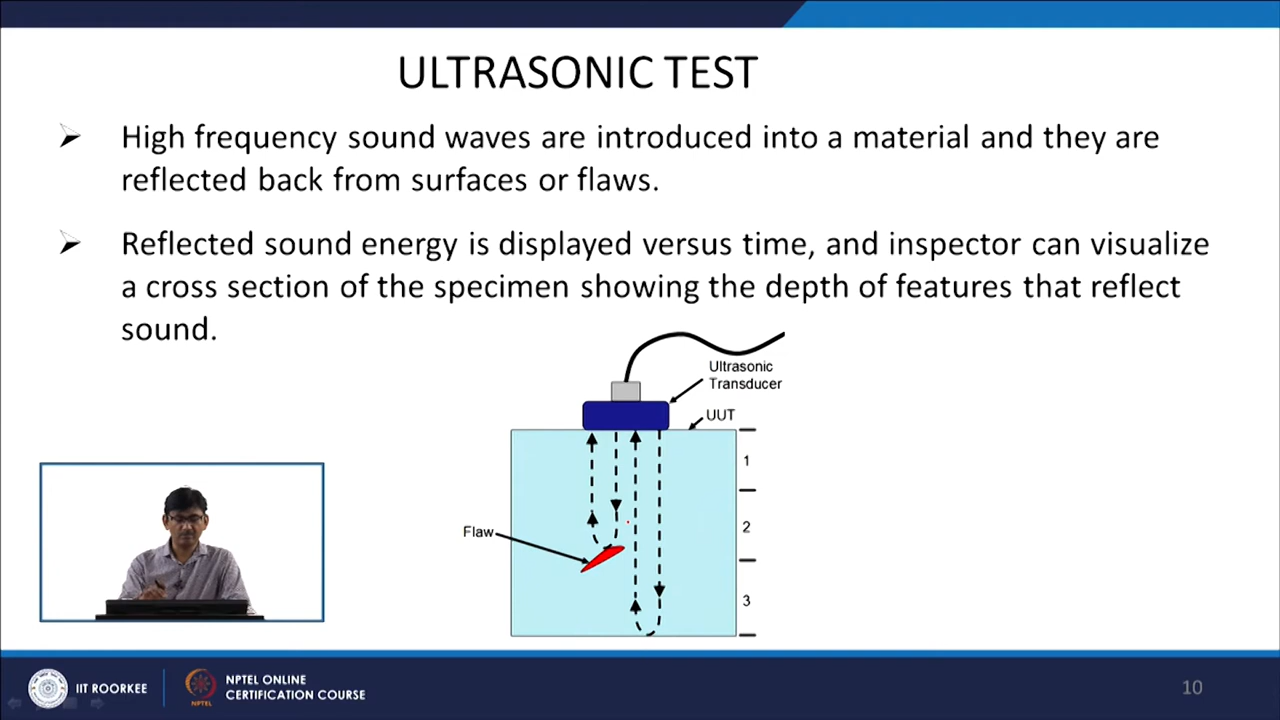 ULTRASONIC TEST
High frequency sound waves are introduced into a material and they are
reflected back from surfaces or flaws.
Reflected sound energy is displayed versus time, and inspector can visualize
a cross section of the specimen showing the depth of features that reflect
sound.
Ultrasonic
Transducer
UUT
1
2
Flaw
3
IIT ROORKEE
NPTEL
NPTEL ONLINE
CERTIFICATION COURSE
10